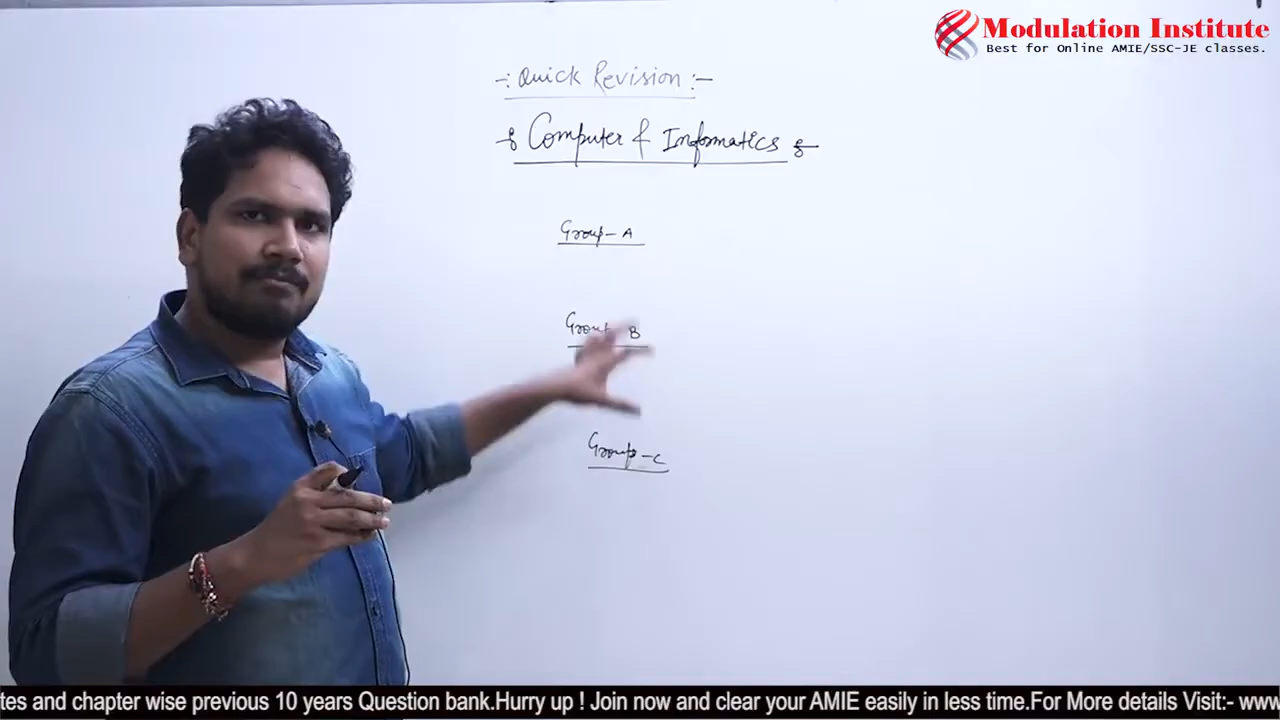 Modulation Institute
Best for Online AMIE/SSC-JE classes.
-: Quick Revision :-
Computer & Informatics
Group-A
Group B
Group-C
tes and chapter wise previous 10 years Question bank.Hurry up ! Join now and clear your AMIE easily in less time.For More details Visit:- www